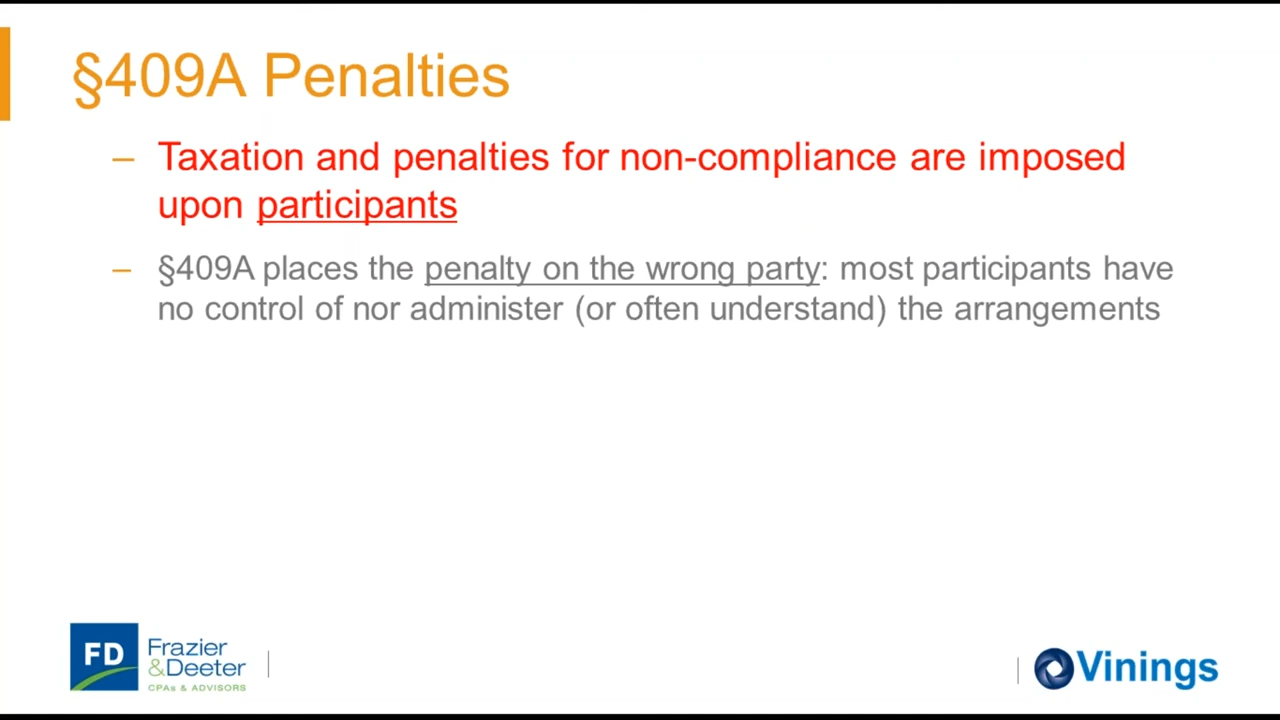 §409A Penalties
– Taxation and penalties for non-compliance are imposed
upon participants
– §409A places the penalty on the wrong party: most participants have
no control of nor administer (or often understand) the arrangements
FD
Frazier
&Deeter
CPAs & ADVISORS
Vinings